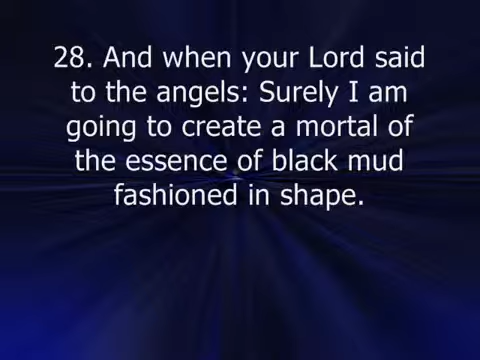 28. And when your Lord said
to the angels: Surely I am
going to create a mortal of
the essence of black mud
fashioned in shape.